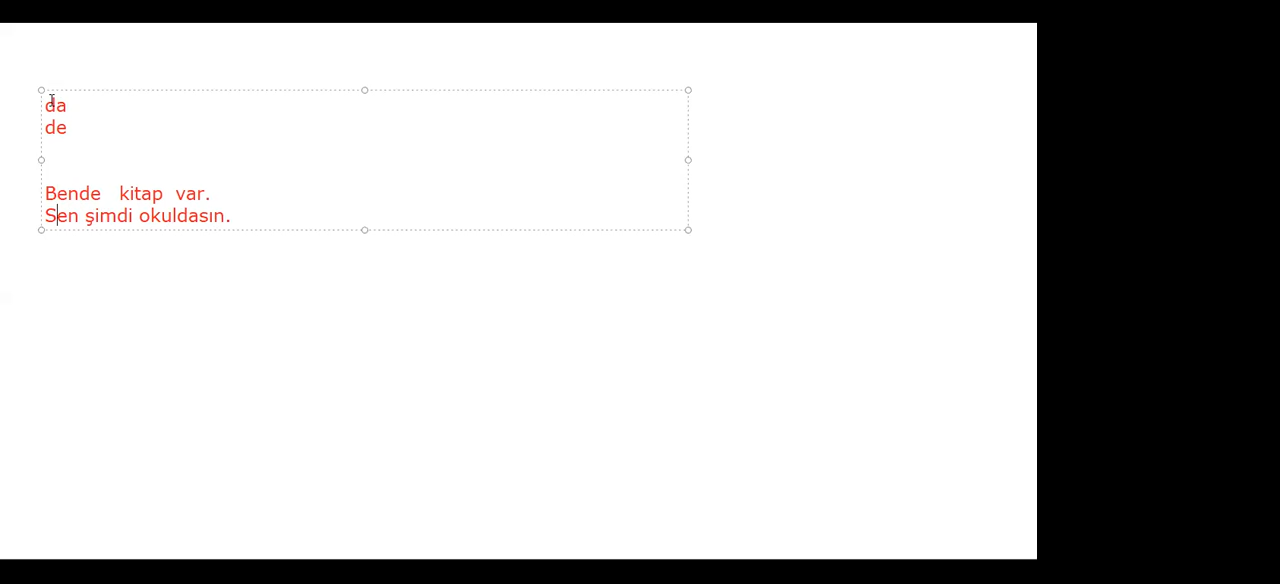 da
de
Bende kitap var.
Sen şimdi okuldasın.